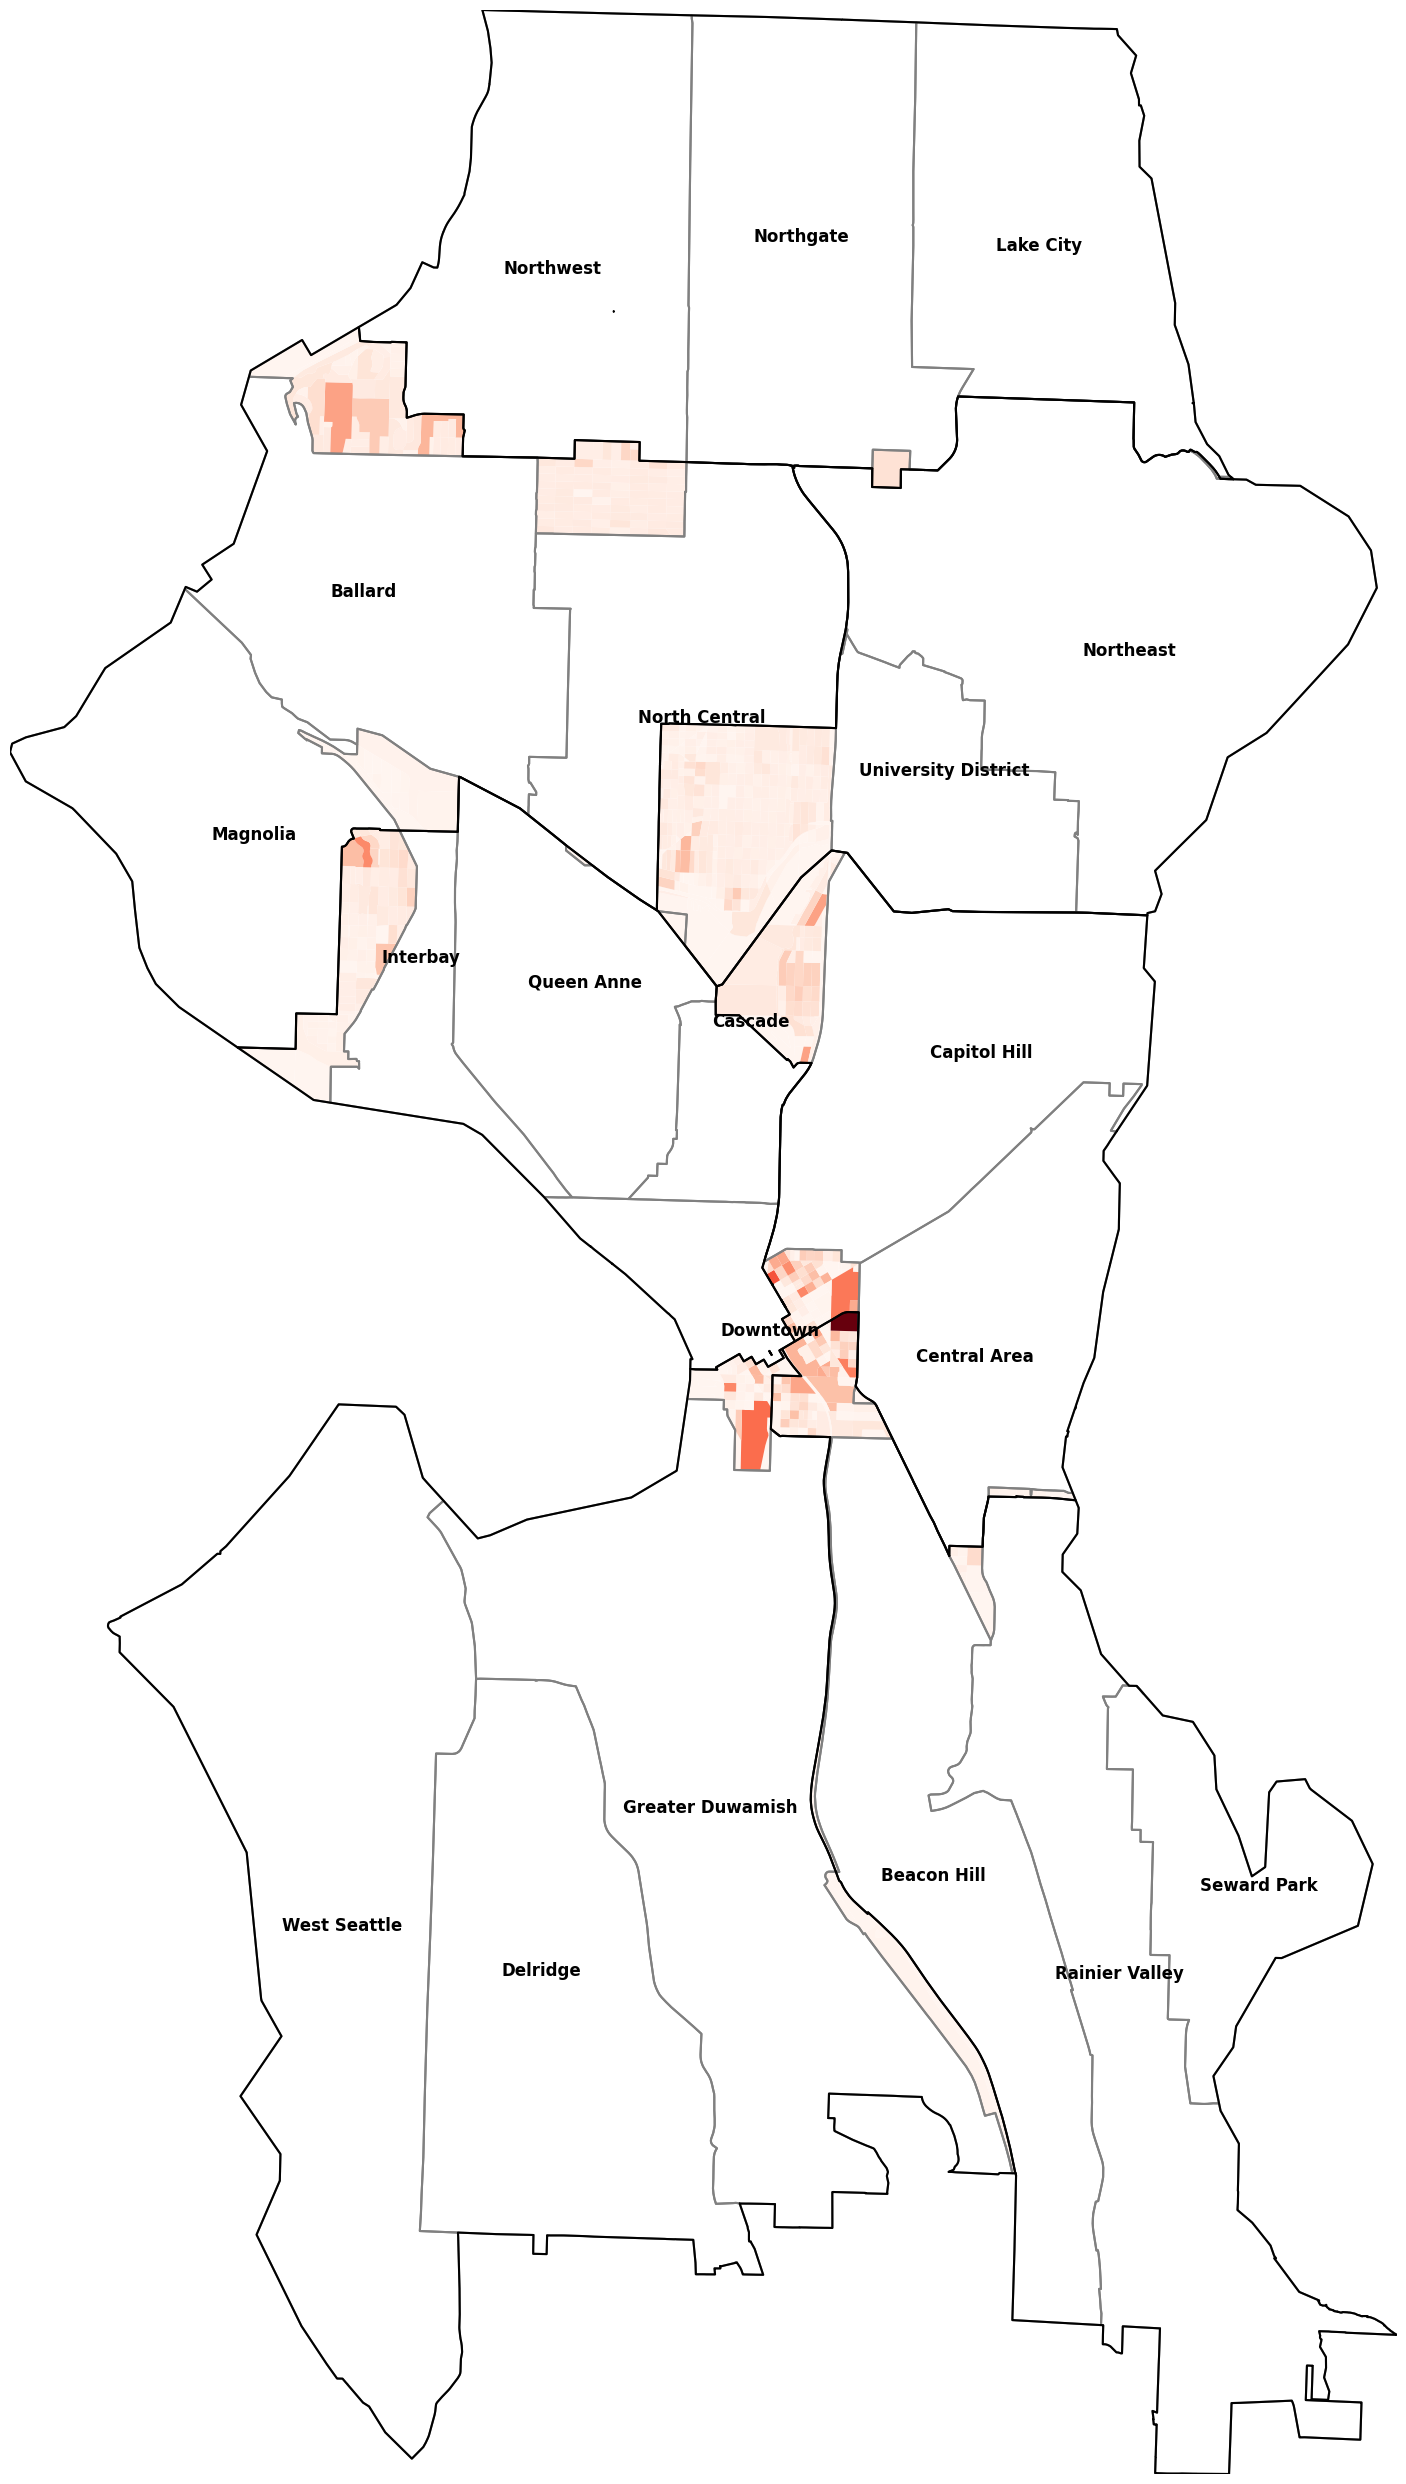 Northgate
Lake City
Northwest
Ballard
Northeast
North Central
University District
Magnolia
Interbay
Queen Anne
Cascade
Capitol Hill
Downtown
Central Area
Greater Duwamish
Beacon Hill
Seward Park
West Seattle
Delridge
Rainier Valley